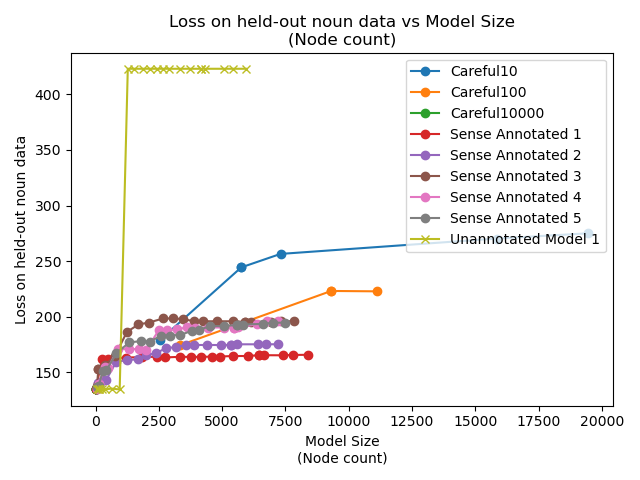 Loss on held-out noun data vs Model Size
(Node count)
Loss on held-out noun data
400
350
300
250
200
150
Careful10
Careful100
Careful10000
Sense Annotated 1
Sense Annotated 2
Sense Annotated 3
Sense Annotated 4
Sense Annotated 5
Unannotated Model 1
0 2500 5000 7500 10000 12500 15000 17500 20000
Model Size
(Node count)